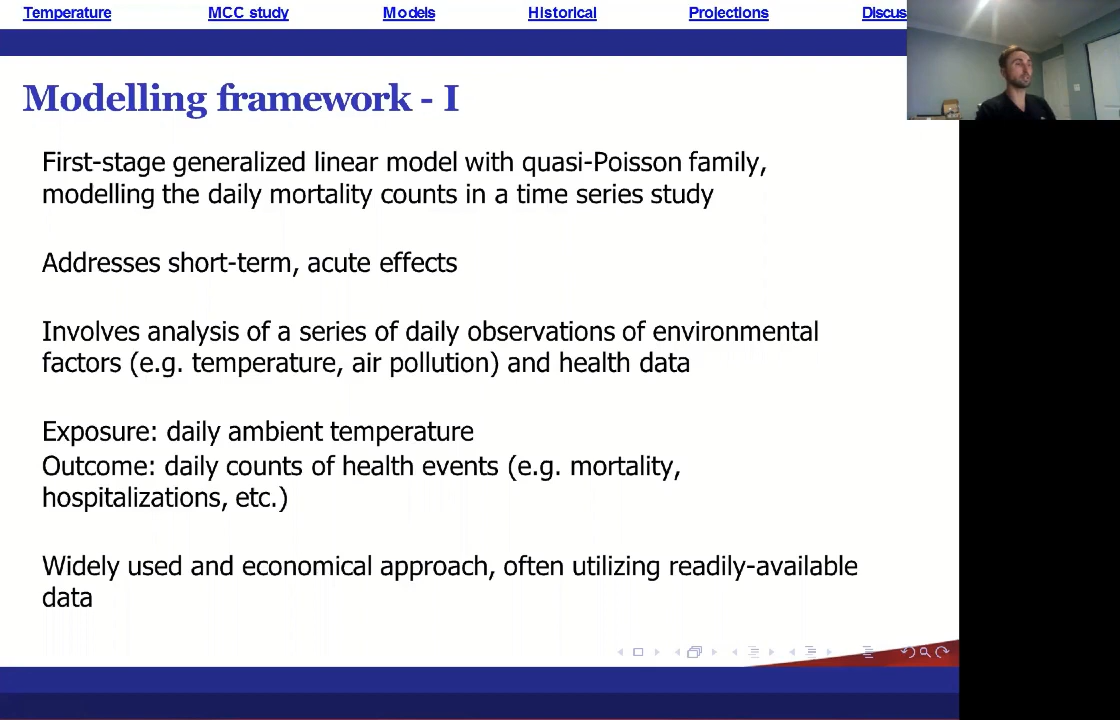 Temperature MCC study Models Historical Projections Discus
Modelling framework - I
First-stage generalized linear model with quasi-Poisson family,
modelling the daily mortality counts in a time series study
Addresses short-term, acute effects
Involves analysis of a series of daily observations of environmental
factors (e.g. temperature, air pollution) and health data
Exposure: daily ambient temperature
Outcome: daily counts of health events (e.g. mortality,
hospitalizations, etc.)
Widely used and economical approach, often utilizing readily-available
data